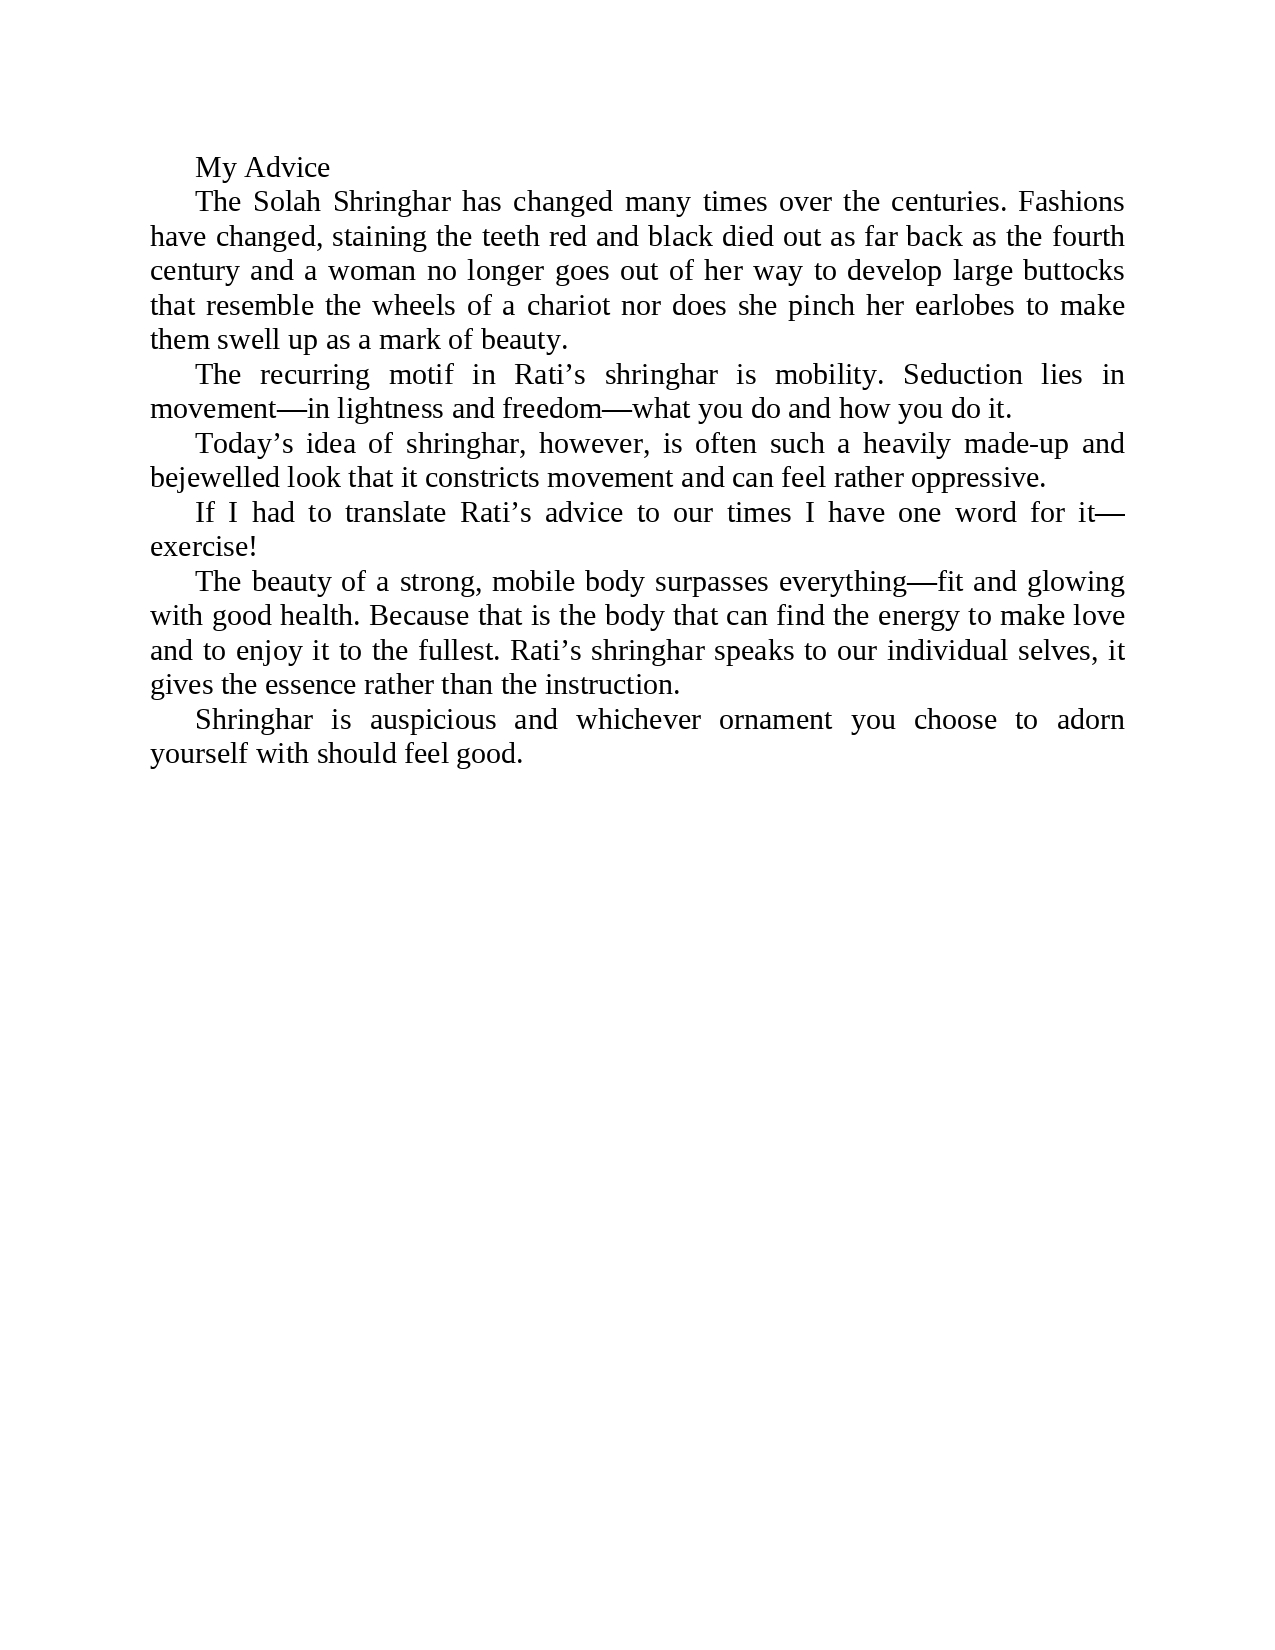 My Advice
The Solah Shringhar has changed many times over the centuries. Fashions
have changed, staining the teeth red and black died out as far back as the fourth
century and a woman no longer goes out of her way to develop large buttocks
that resemble the wheels of a chariot nor does she pinch her earlobes to make
them swell up as a mark of beauty.
The recurring motif in Rati’s shringhar is mobility. Seduction lies in
movement—in lightness and freedom—what you do and how you do it.
Today’s idea of shringhar, however, is often such a heavily made-up and
bejewelled look that it constricts movement and can feel rather oppressive.
If I had to translate Rati’s advice to our times I have one word for it—
exercise!
The beauty of a strong, mobile body surpasses everything—fit and glowing
with good health. Because that is the body that can find the energy to make love
and to enjoy it to the fullest. Rati’s shringhar speaks to our individual selves, it
gives the essence rather than the instruction.
Shringhar is auspicious and whichever ornament you choose to adorn
yourself with should feel good.